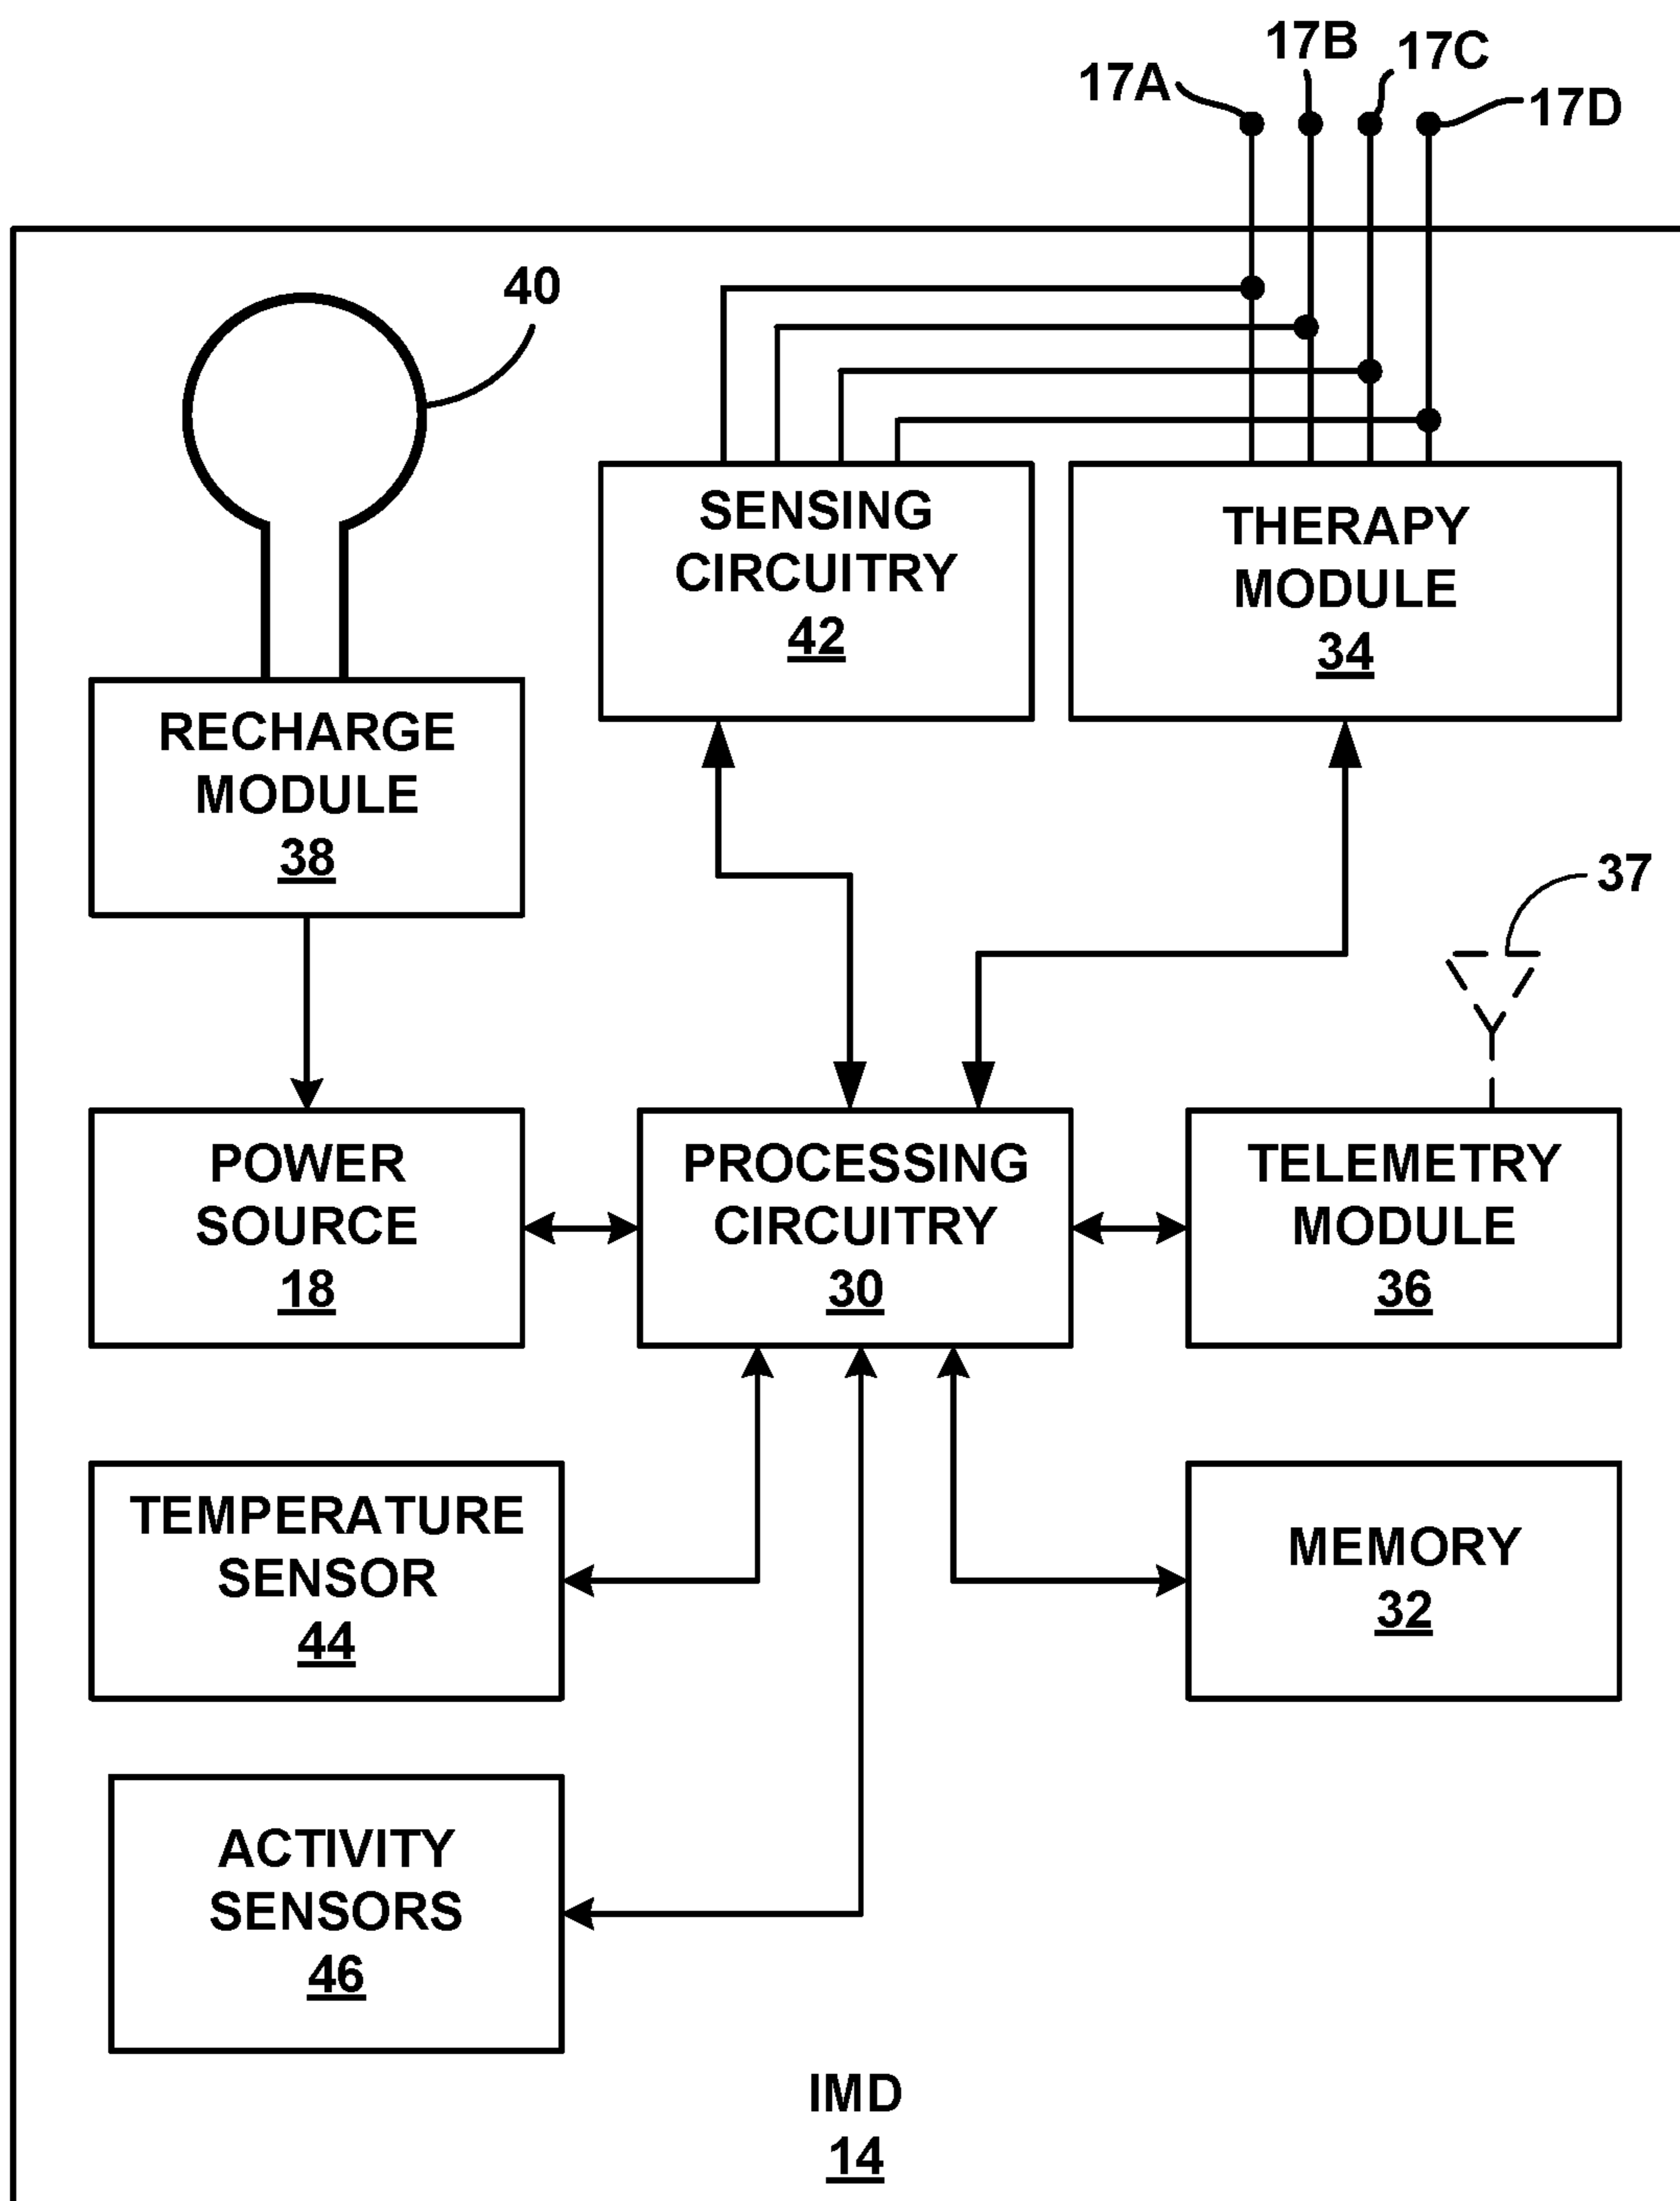 17A
17B
17C
17D
40
SENSING
CIRCUITRY
42
THERAPY
MODULE
34
RECHARGE
MODULE
38
37
POWER
SOURCE
18
PROCESSING
CIRCUITRY
30
TELEMETRY
MODULE
36
TEMPERATURE
SENSOR
44
MEMORY
32
ACTIVITY
SENSORS
46
IMD
14